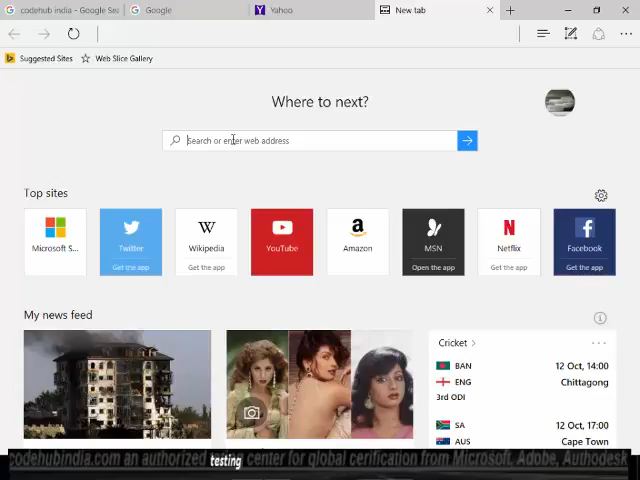 codehub india - Google Sea
Google
Yahoo
New tab
Suggested Sites
Web Slice Gallery
Where to next?
Search or enter web address
Top sites
Microsoft S...
Twitter
Get the app
W
Wikipedia
Get the app
YouTube
a
Amazon
MSN
Open the app
N
Netflix
Get the app
f
Facebook
Get the app
My news feed
Cricket
BAN 12 Oct, 14:00
ENG Chittagong
3rd ODI
SA 12 Oct, 17:00
AUS Cape Town
codehubindia.com an authorized testing center for global cerification from Microsoft, Adobe, Authodesk